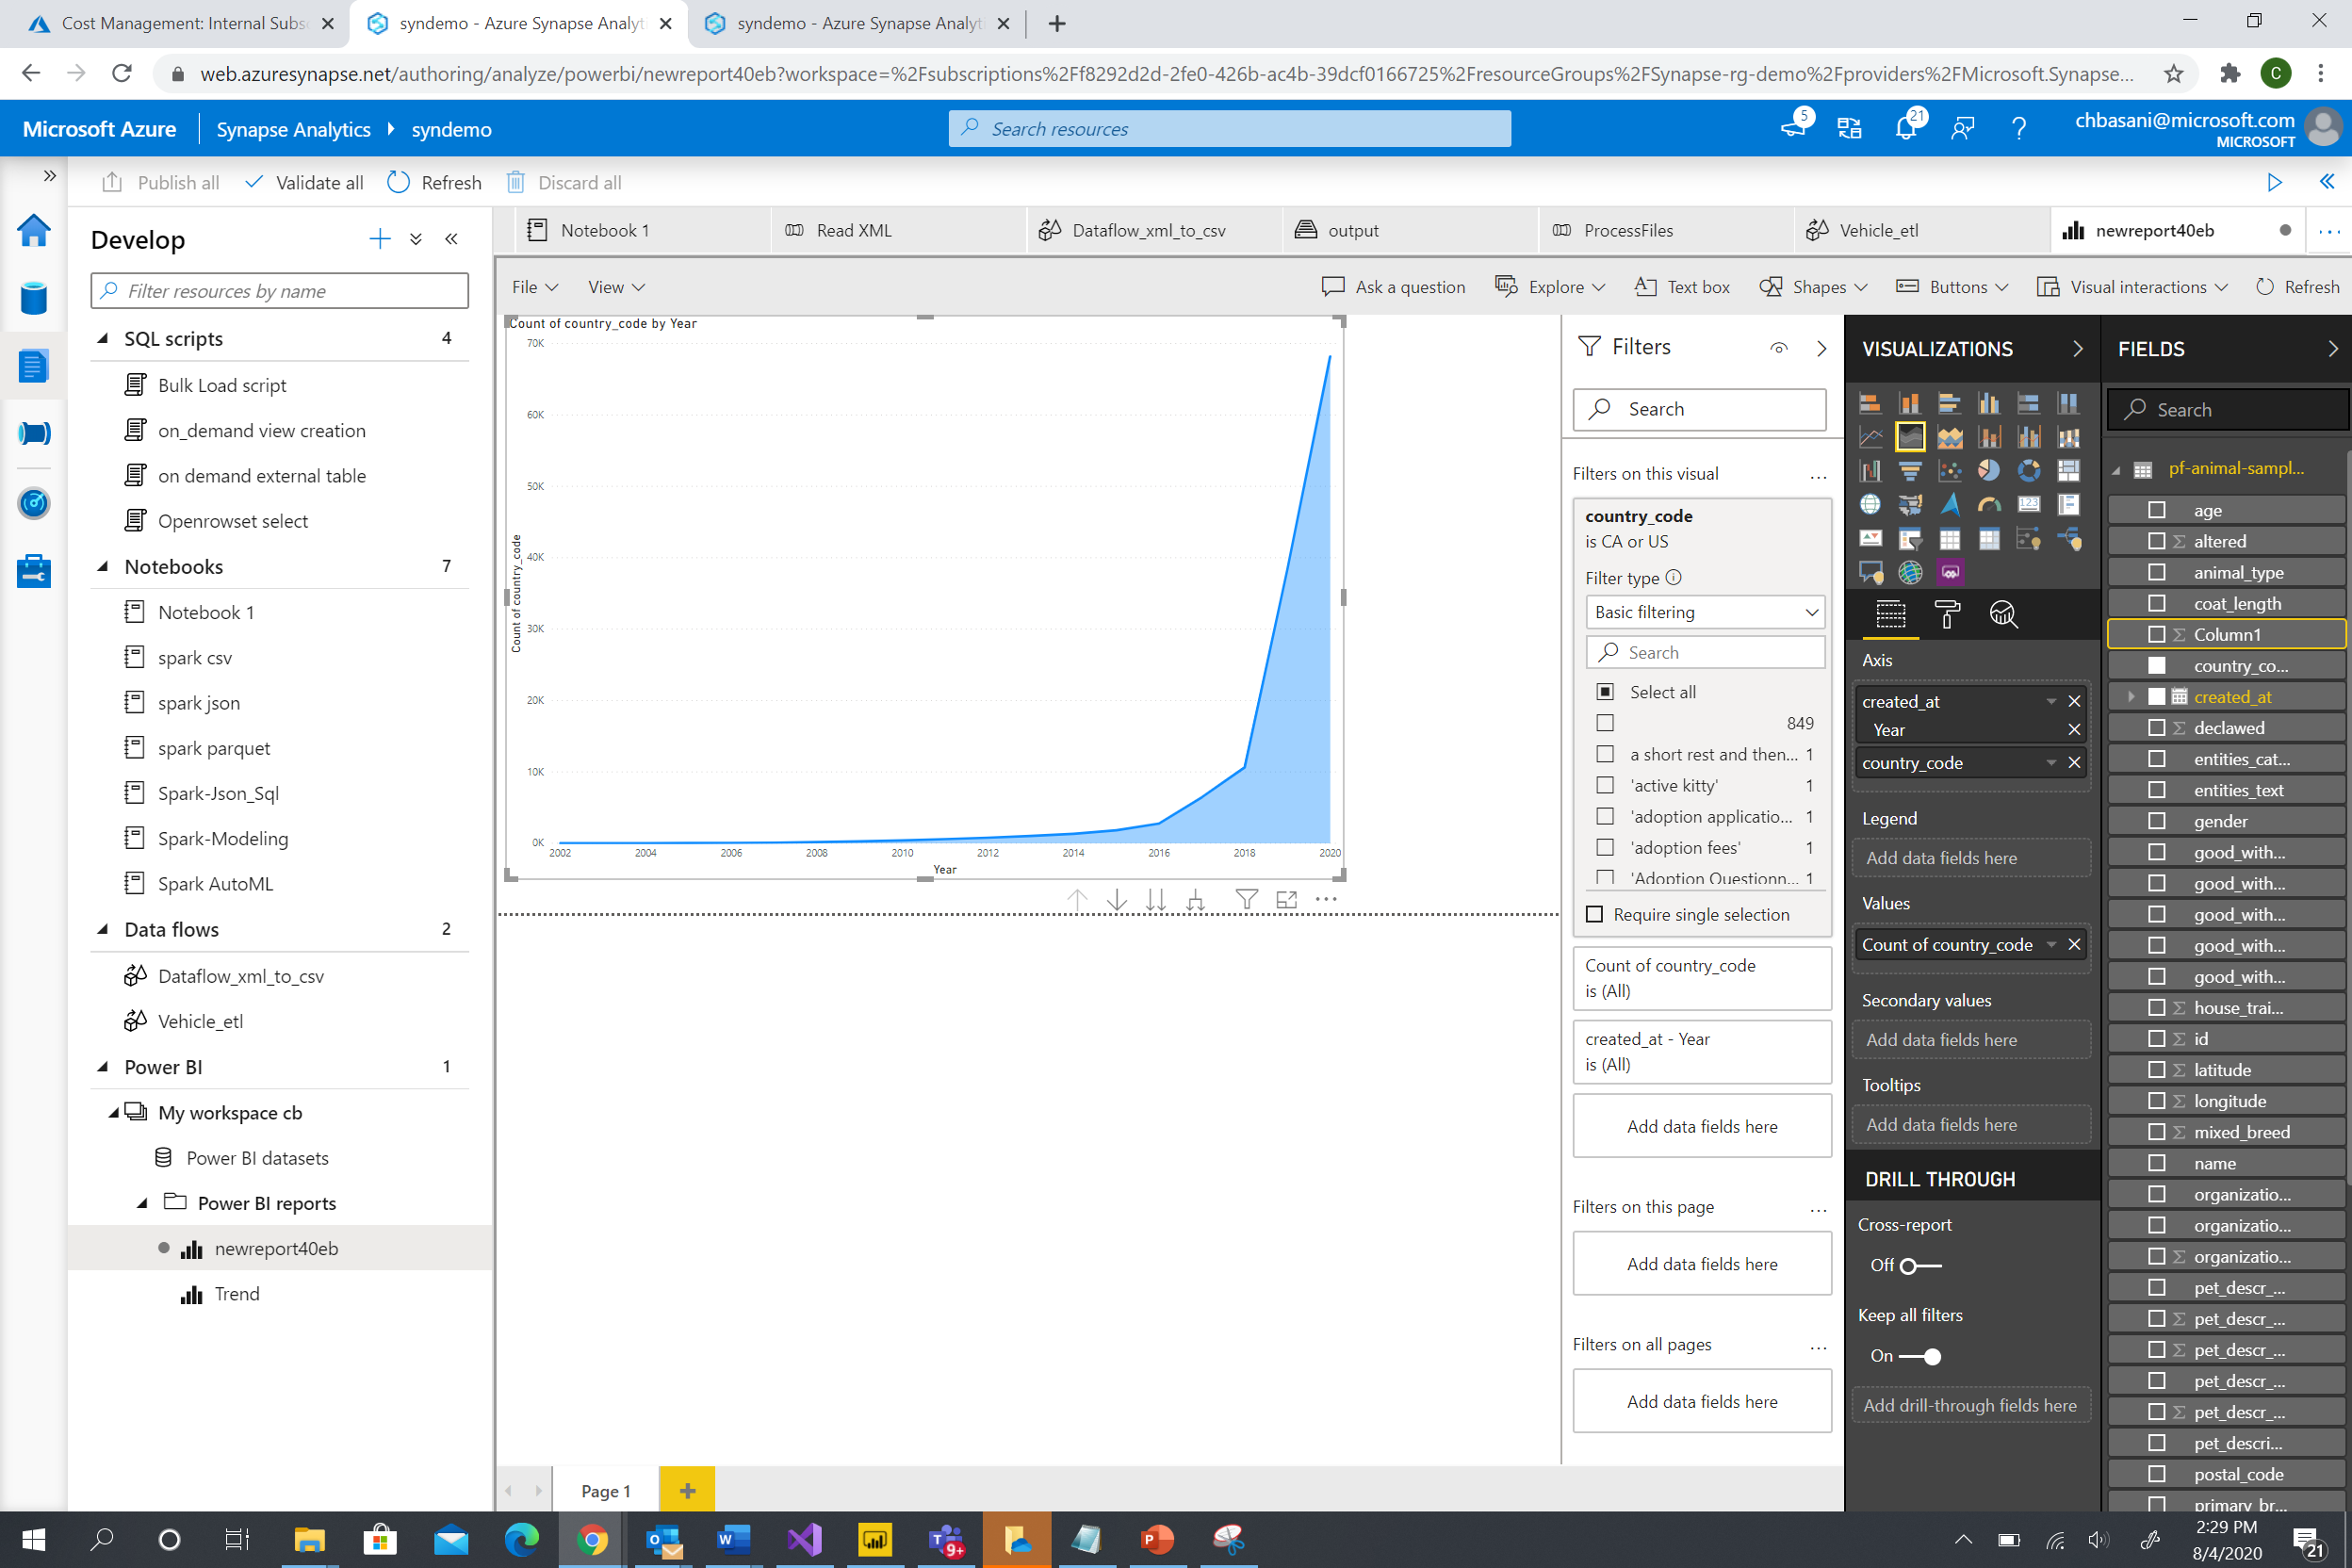 Cost Management: Internal Subs
syndemo - Azure Synapse Analyt
syndemo - Azure Synapse Analyt
web.azuresynapse.net/authoring/analyze/powerbi/newreport40eb?workspace=%2Fsubscriptions%2Ff8292d2d-2fe0-426b-ac4b-39dcf0166725%2FresourceGroups%2FSynapse-rg-demo%2Fproviders%2FMicrosoft.Synapse...
C
Microsoft Azure
Synapse Analytics
syndemo
Search resources
5
21
chbasani@microsoft.com
MICROSOFT
Publish all
Validate all
Refresh
Discard all
Develop
Filter resources by name
SQL scripts 4
Bulk Load script
on_demand view creation
on demand external table
Openrowset select
Notebooks 7
Notebook 1
spark csv
spark json
spark parquet
Spark-Json_Sql
Spark-Modeling
Spark AutoML
Data flows 2
Dataflow_xml_to_csv
Vehicle_etl
Power BI 1
My workspace cb
Power BI datasets
Power BI reports
newreport40eb
Trend
Notebook 1
Read XML
Dataflow_xml_to_csv
output
ProcessFiles
Vehicle_etl
newreport40eb
File
View
Ask a question
Explore
Text box
Shapes
Buttons
Visual interactions
Refresh
Count of country_code by Year
70K
60K
50K
40K
30K
20K
10K
0K
Count of country_code
2002 2004 2006 2008 2010 2012 2014 2016 2018 2020
Year
Page 1
Filters
Search
Filters on this visual
country_code
is CA or US
Filter type
Basic filtering
Search
Select all
849
a short rest and then... 1
'active kitty' 1
'adoption applicatio... 1
'adoption fees' 1
'Adoption Questionn... 1
Require single selection
Count of country_code
is (All)
created_at - Year
is (All)
Add data fields here
Filters on this page
Add data fields here
Filters on all pages
Add data fields here
VISUALIZATIONS
Axis
created_at
Year
country_code
Legend
Add data fields here
Values
Count of country_code
Secondary values
Add data fields here
Tooltips
Add data fields here
DRILL THROUGH
Cross-report
Off
Keep all filters
On
Add drill-through fields here
FIELDS
Search
pf-animal-sampl...
age
altered
animal_type
coat_length
Column1
country_co...
created_at
declawed
entities_cat...
entities_text
gender
good_with...
good_with...
good_with...
good_with...
good_with...
house_trai...
id
latitude
longitude
mixed_breed
name
organizatio...
organizatio...
organizatio...
pet_descr_...
pet_descr_...
pet_descr_...
pet_descr_...
pet_descr_...
pet_descri...
postal_code
primary_br...
9+
2:29 PM
8/4/2020
21